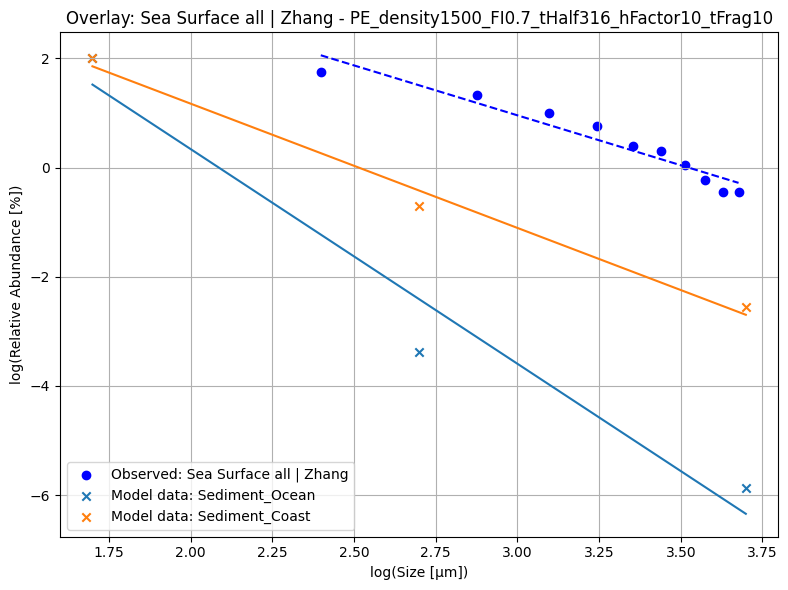 Overlay: Sea Surface all | Zhang - PE_density1500_FI0.7_tHalf316_hFactor10_tFrag10
log(Relative Abundance [%])
2
0
−2
−4
−6
Observed: Sea Surface all | Zhang
Model data: Sediment_Ocean
Model data: Sediment_Coast
1.75 2.00 2.25 2.50 2.75 3.00 3.25 3.50 3.75
log(Size [μm])